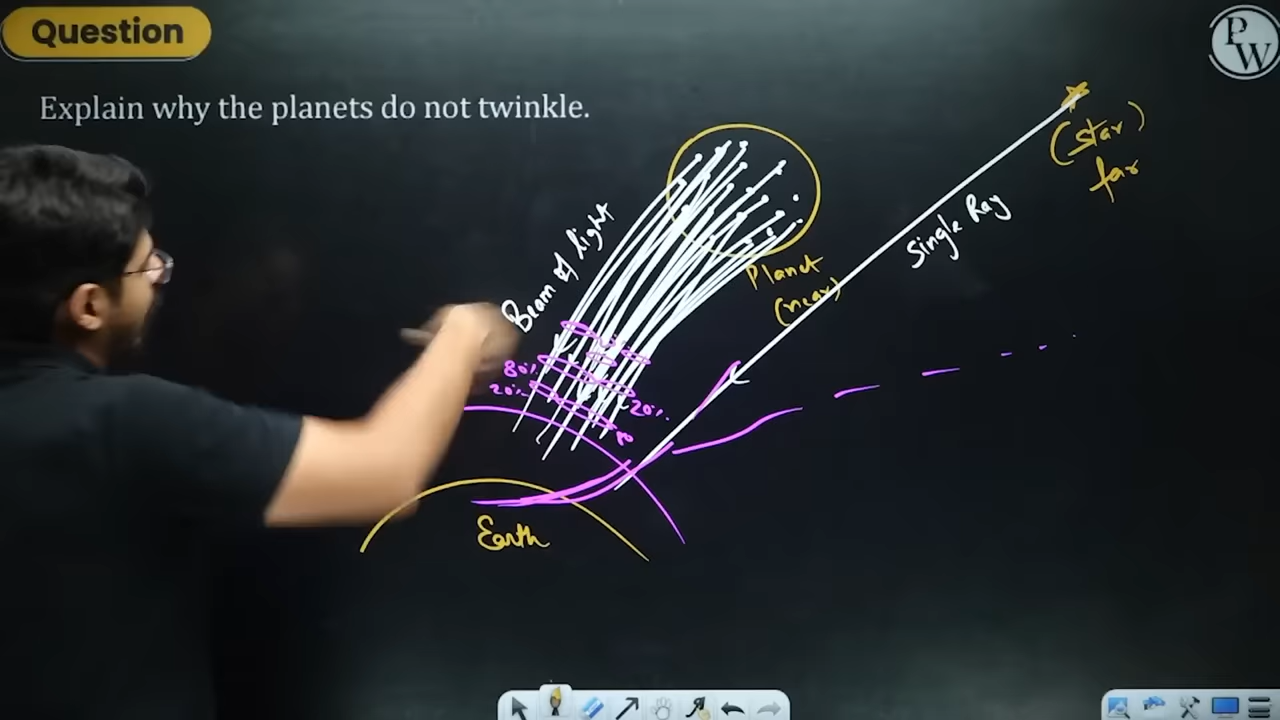 Question
PW
Explain why the planets do not twinkle.
(Star)
far
Single Ray
Beam of light
Planet
(near)
80%
20%
20%.
Earth